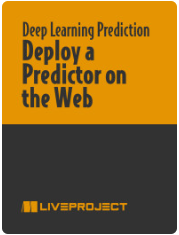 Deep Learning Prediction
Deploy a
Predictor on
the Web
LIVEPROJECT